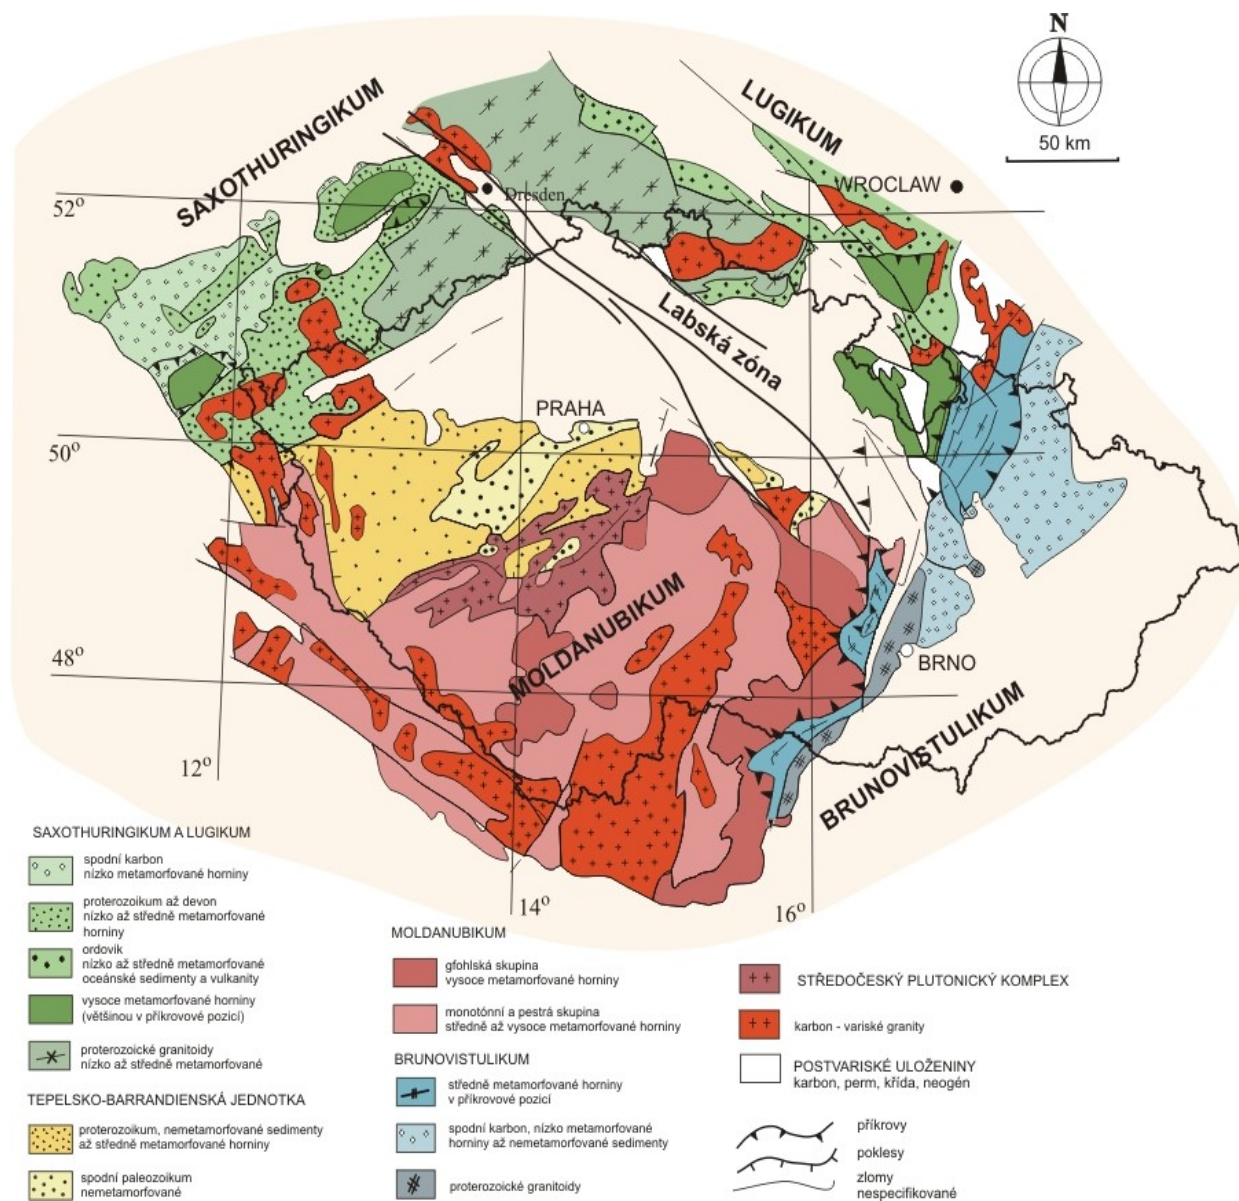 N
50 km
SAXOTHURINGIKUM
LUGIKUM
WROCLAW
Dresden
52°
Labská zóna
PRAHA
50°
MOLDANUBIKUM
48°
BRNO
BRUNOVISTULIKUM
12°
14°
16°
SAXOTHURINGIKUM A LUGIKUM
spodní karbon
nízko metamorfované horniny
proterozoikum až devon
nízko až středně metamorfované
horniny
ordovik
nízko až středně metamorfované
oceánské sedimenty a vulkanity
vysoce metamorfované horniny
(většinou v příkrovové pozicí)
proterozoické granitoidy
nízko až středně metamorfované
TEPELSKO-BARRANDIENSKÁ JEDNOTKA
proterozoikum, nemetamorfované sedimenty
až středně metamorfované horniny
spodní paleozoikum
nemetamorfované
MOLDANUBIKUM
gfohlská skupina
vysoce metamorfované horniny
monotónní a pestrá skupina
středně až vysoce metamorfované horniny
BRUNOVISTULIKUM
středně metamorfované horniny
v příkrovové pozicí
spodní karbon, nízko metamorfované
horniny až nemetamorfované sedimenty
proterozoické granitoidy
STŘEDOČESKÝ PLUTONICKÝ KOMPLEX
karbon - variské granity
POSTVARISKÉ ULOŽENINY
karbon, perm, křída, neogén
příkrovy
poklesy
zlomy
nespecifikované